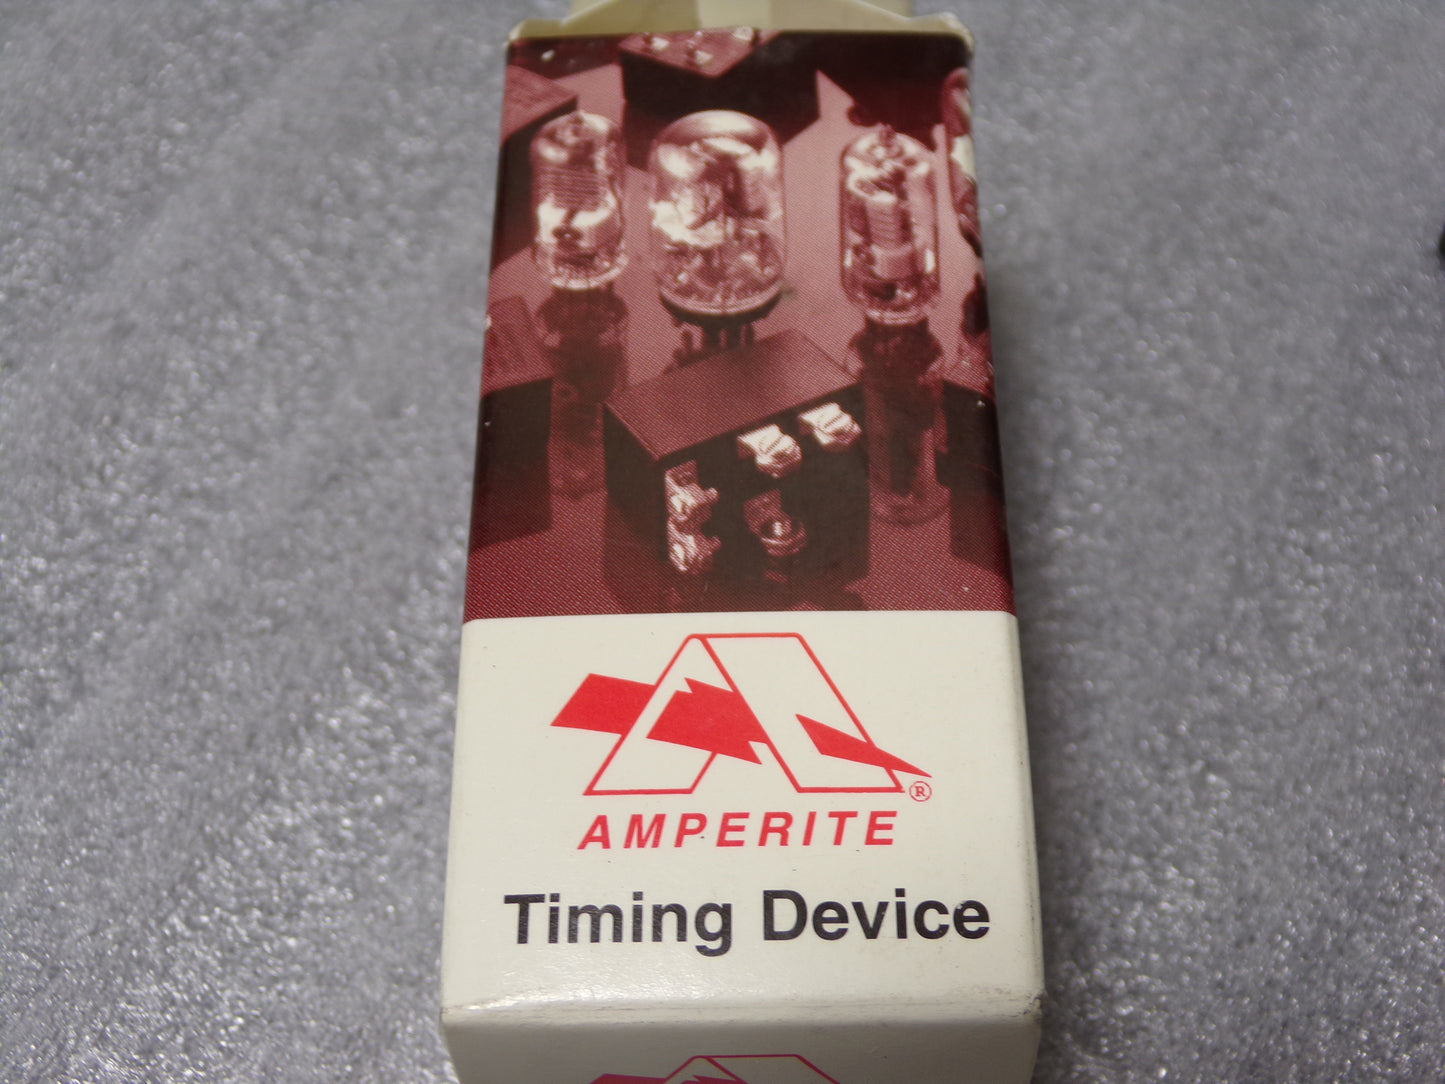 ®
AMPERITE
Timing Device